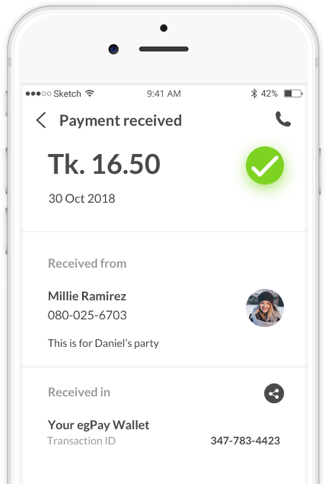 Sketch 9:41 AM 42%
Payment received
Tk. 16.50
30 Oct 2018
Received from
Millie Ramirez
080-025-6703
This is for Daniel's party
Received in
Your egPay Wallet
Transaction ID 347-783-4423